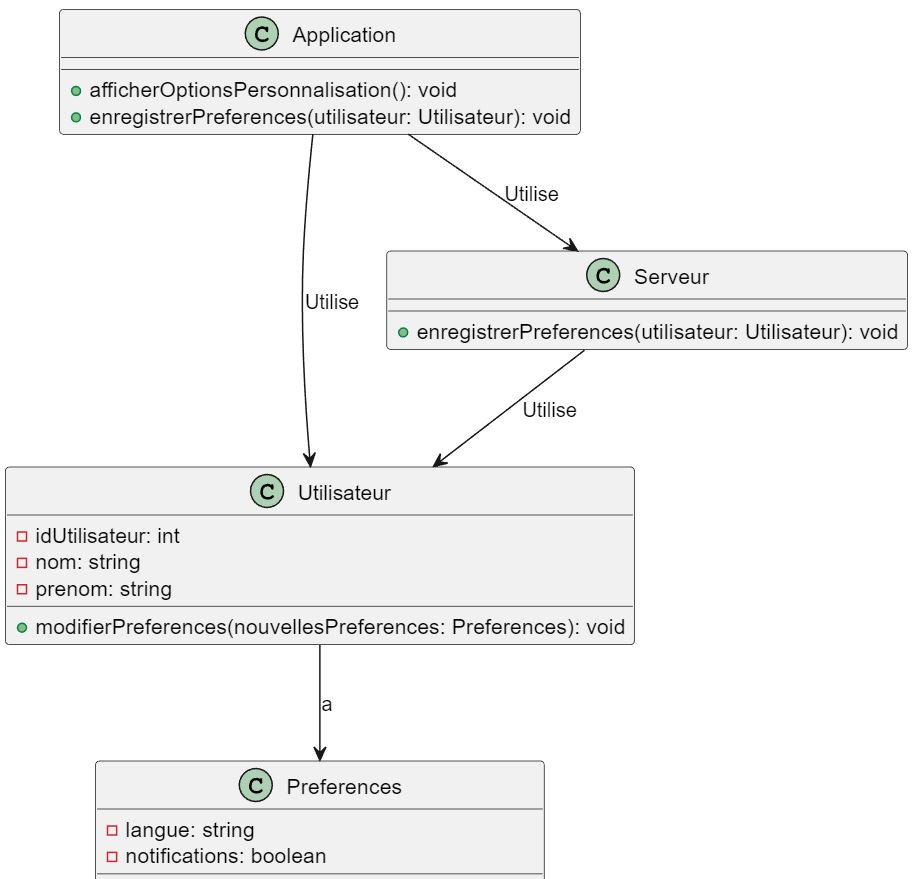 C Application
afficherOptionsPersonnalisation(): void
enregistrerPreferences(utilisateur: Utilisateur): void
Utilise
C Serveur
Utilise
enregistrerPreferences(utilisateur: Utilisateur): void
Utilise
C Utilisateur
idUtilisateur: int
nom: string
prenom: string
modifierPreferences(nouvellesPreferences: Preferences): void
a
C Preferences
langue: string
notifications: boolean